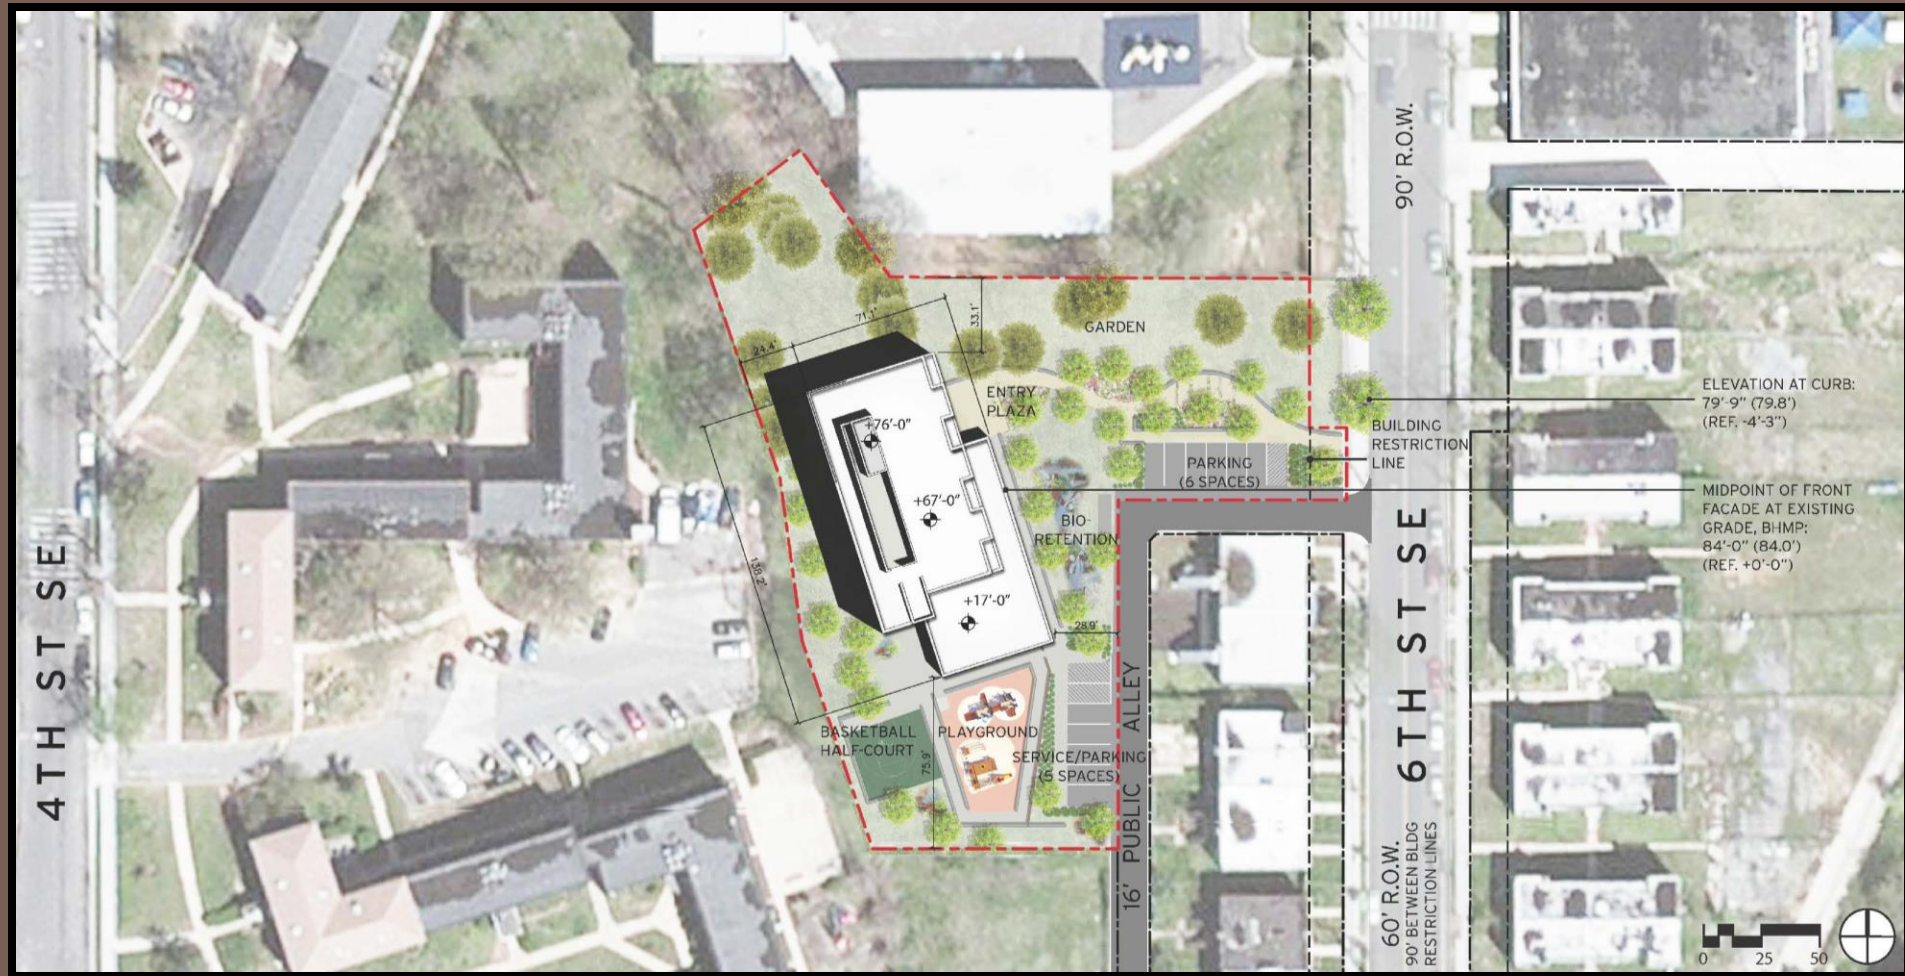 4TH ST SE
71.1'
24.4'
33.1'
138.2'
+76'-0"
+67'-0"
+17'-0"
28.9'
75.9'
GARDEN
ENTRY
PLAZA
PARKING
(6 SPACES)
BIO-
RETENTION
BASKETBALL
HALF-COURT
PLAYGROUND
SERVICE/PARKING
(5 SPACES)
16' PUBLIC ALLEY
90' R.O.W.
6TH ST SE
60' R.O.W.
90' BETWEEN BLDG
RESTRICTION LINES
BUILDING
RESTRICTION
LINE
ELEVATION AT CURB:
79'-9" (79.8')
(REF. -4'-3")
MIDPOINT OF FRONT
FACADE AT EXISTING
GRADE, BHMP:
84'-0" (84.0')
(REF. +0'-0")
0 25 50